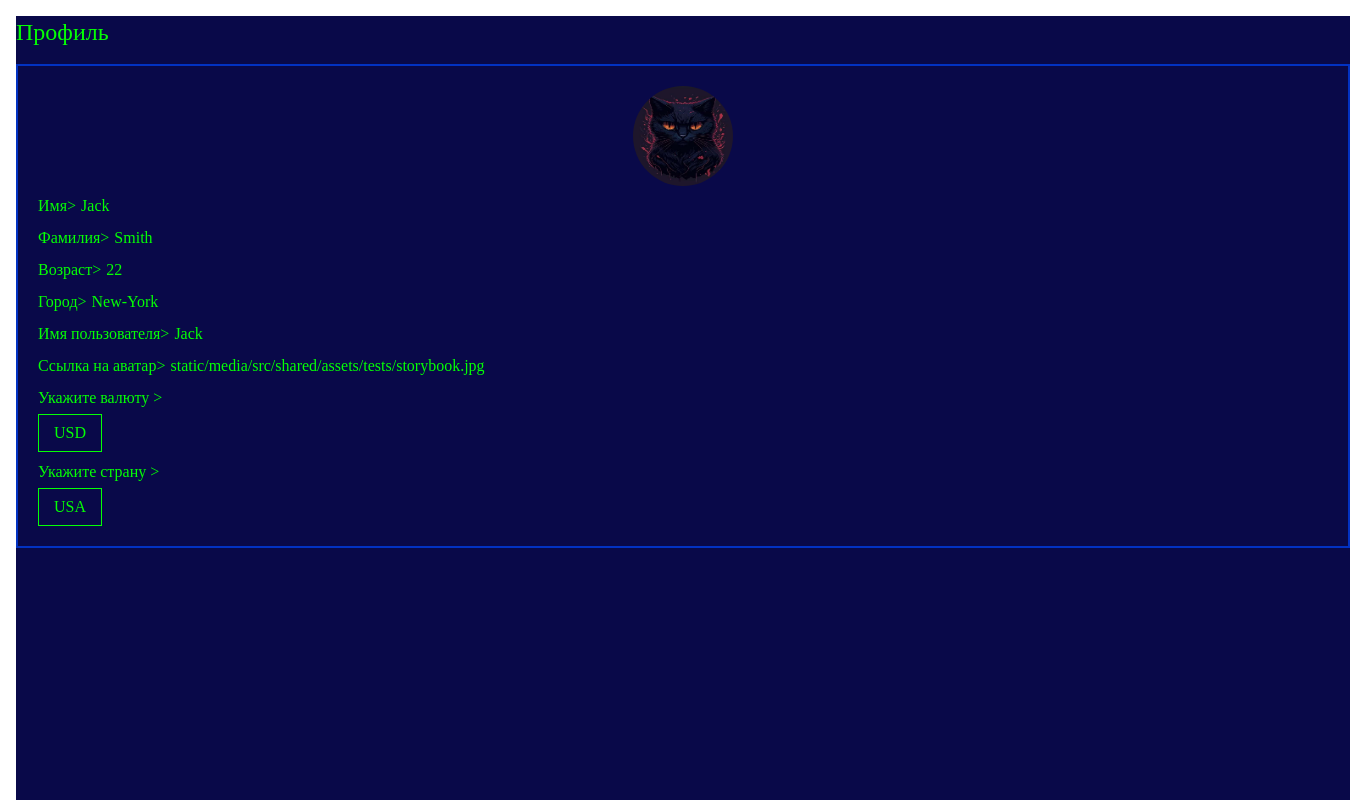 Профиль
Имя> Jack
Фамилия> Smith
Возраст> 22
Город> New-York
Имя пользователя> Jack
Ссылка на аватар> static/media/src/shared/assets/tests/storybook.jpg
Укажите валюту >
USD
Укажите страну >
USA